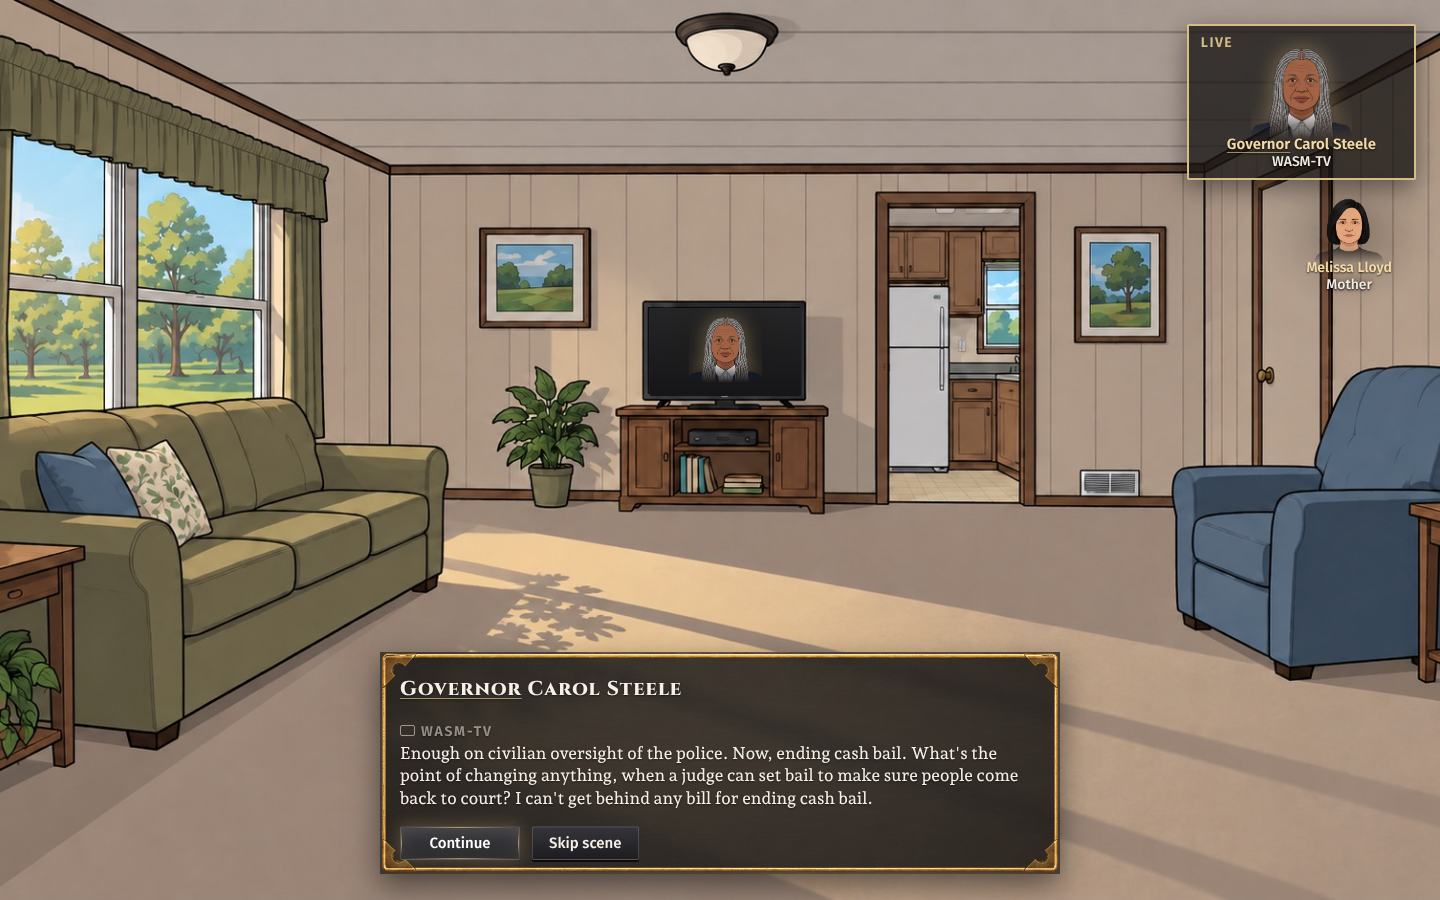 LIVE
Governor Carol Steele
WASM-TV
Melissa Lloyd
Mother
Governor Carol Steele
WASM-TV
Enough on civilian oversight of the police. Now, ending cash bail. What's the
point of changing anything, when a judge can set bail to make sure people come
back to court? I can't get behind any bill for ending cash bail.
Continue
Skip scene